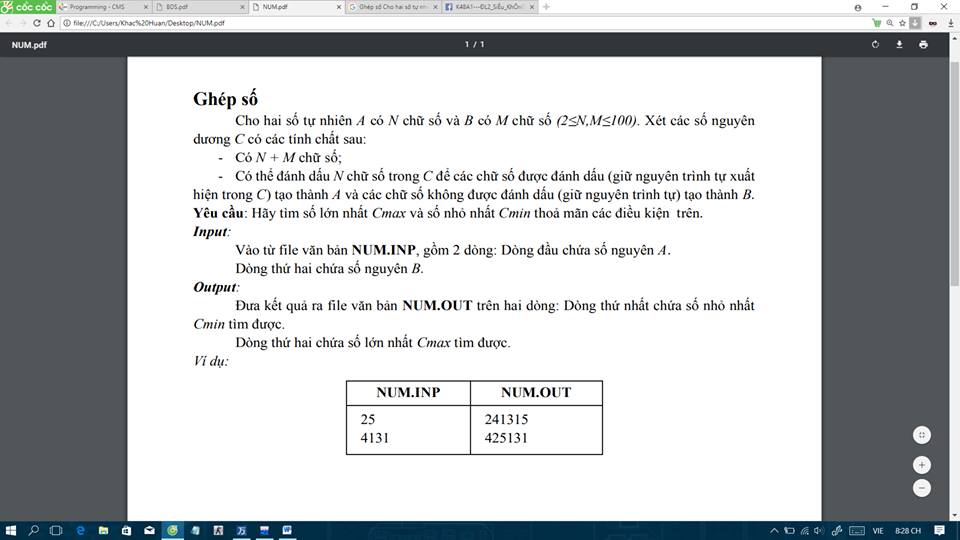 cốc cốc
Programming - CMS
BDS.pdf
NUM.pdf
Ghép số Cho hai số tự nh
file:///C:/Users/Khac%20Huan/Desktop/NUM.pdf
NUM.pdf
1 / 1
Ghép số
Cho hai số tự nhiên A có N chữ số và B có M chữ số (2≤N,M≤100). Xét các số nguyên
dương C có các tính chất sau:
- Có N + M chữ số;
- Có thể đánh dấu N chữ số trong C để các chữ số được đánh dấu (giữ nguyên trình tự xuất
hiện trong C) tạo thành A và các chữ số không được đánh dấu (giữ nguyên trình tự) tạo thành B.
Yêu cầu: Hãy tìm số lớn nhất Cmax và số nhỏ nhất Cmin thoả mãn các điều kiện trên.
Input:
Vào từ file văn bản NUM.INP, gồm 2 dòng: Dòng đầu chứa số nguyên A.
Dòng thứ hai chứa số nguyên B.
Output:
Đưa kết quả ra file văn bản NUM.OUT trên hai dòng: Dòng thứ nhất chứa số nhỏ nhất
Cmin tìm được.
Dòng thứ hai chứa số lớn nhất Cmax tìm được.
Ví dụ:
NUM.INP NUM.OUT
25 241315
4131 425131
VIE 8:28 CH